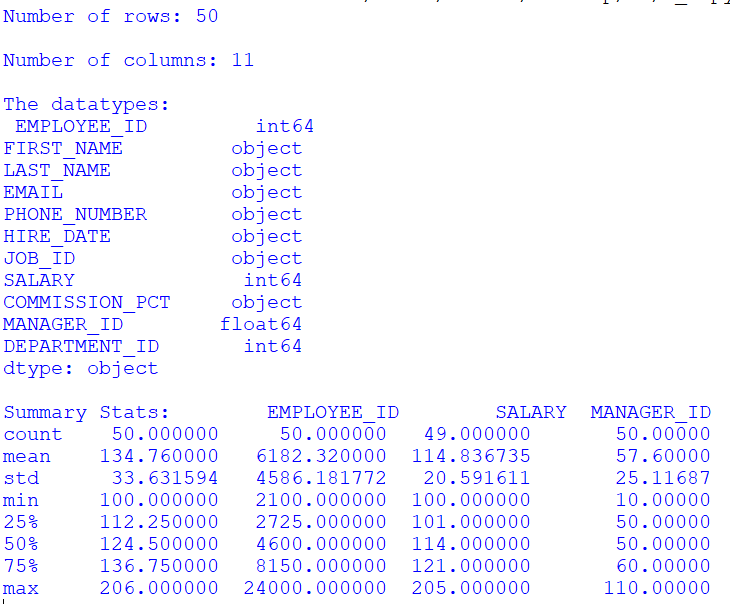 Number of rows: 50
Number of columns: 11
The datatypes:
EMPLOYEE_ID int64
FIRST_NAME object
LAST_NAME object
EMAIL object
PHONE_NUMBER object
HIRE_DATE object
JOB_ID object
SALARY int64
COMMISSION_PCT object
MANAGER_ID float64
DEPARTMENT_ID int64
dtype: object
Summary Stats: EMPLOYEE_ID SALARY MANAGER_ID
count 50.000000 50.000000 49.000000 50.00000
mean 134.760000 6182.320000 114.836735 57.60000
std 33.631594 4586.181772 20.591611 25.11687
min 100.000000 2100.000000 100.000000 10.00000
25% 112.250000 2725.000000 101.000000 50.00000
50% 124.500000 4600.000000 114.000000 50.00000
75% 136.750000 8150.000000 121.000000 60.00000
max 206.000000 24000.000000 205.000000 110.00000